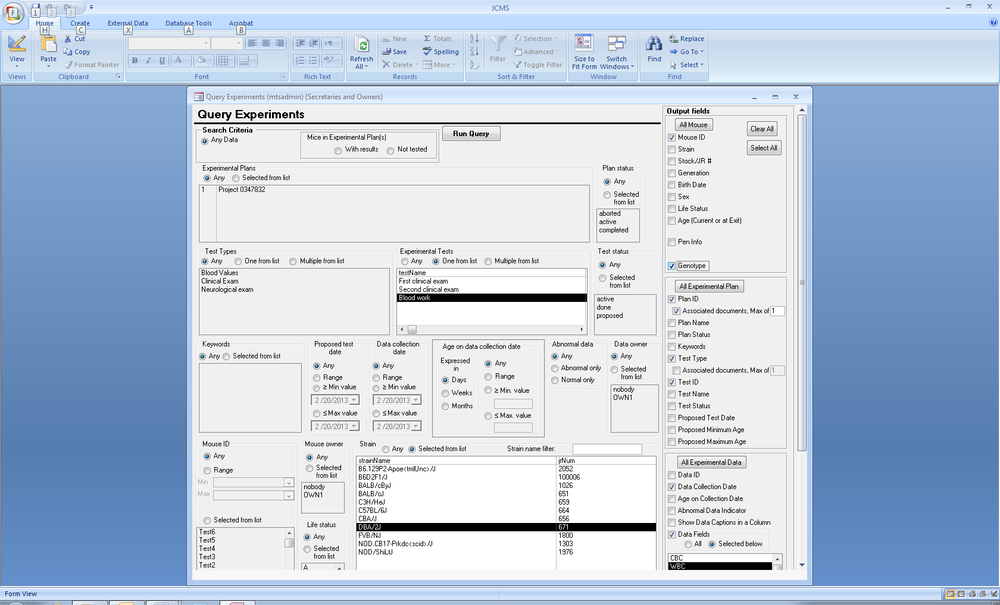 JCMS
F 1 2 3
Home Create External Data Database Tools Acrobat
H C X A B
View
Views
Paste
Cut
Copy
Format Painter
Clipboard
B I U A
Font
Rich Text
Refresh All
New
Save
Delete
Totals
Spelling
More
Records
Filter
Selection
Advanced
Toggle Filter
Sort & Filter
Size to Fit Form
Switch Windows
Window
Find
Replace
Go To
Select
Find
Query Experiments (mtsadmin) {Secretaries and Owners}
Query Experiments
Search Criteria
Any Data
Mice in Experimental Plan(s)
With results Not tested
Run Query
Experimental Plans
Any Selected from list
1 Project 0347832
Plan status
Any
Selected
from list
aborted
active
completed
Test Types
Any One from list Multiple from list
Blood Values
Clinical Exam
Neurological exam
Experimental Tests
Any One from list Multiple from list
testName
First clinical exam
Second clinical exam
Blood work
Test status
Any
Selected
from list
active
done
proposed
Keywords
Any Selected from list
Proposed test
date
Any
Range
≥ Min value
2 /20/2013
≤ Max value
2 /20/2013
Data collection
date
Any
Range
≥ Min value
2 /20/2013
≤ Max value
2 /20/2013
Age on data collection date
Expressed
in
Days
Weeks
Months
Any
Range
≥ Min. value
≤ Max. value
Abnormal data
Any
Abnormal only
Normal only
Data owner
Any
Selected
from list
nobody
OWN1
Mouse ID
Any
Range
Min
Max
Selected from list
Test6
Test5
Test4
Test3
Test2
Mouse owner
Any
Selected
from list
nobody
OWN1
Life status
Any
Selected
from list
A
Strain Any Selected from list Strain name filter:
strainName jrNum
B6.129P2-Apoe<tm1Unc>/J 2052
B6D2F1/J 100006
BALB/cByJ 1026
BALB/cJ 651
C3H/HeJ 659
C57BL/6J 664
CBA/J 656
DBA/2J 671
FVB/NJ 1800
NOD.CB17-Prkdc<scid>/J 1303
NOD/ShiLtJ 1976
Output fields
All Mouse Clear All
Mouse ID
Strain Select All
Stock/JR #
Generation
Birth Date
Sex
Life Status
Age (Current or at Exit)
Pen Info
Genotype
All Experimental Plan
Plan ID
Associated documents, Max of 1
Plan Name
Plan Status
Keywords
Test Type
Associated documents, Max of 1
Test ID
Test Name
Test Status
Proposed Test Date
Proposed Minimum Age
Proposed Maximum Age
All Experimental Data
Data ID
Data Collection Date
Age on Collection Date
Abnormal Data Indicator
Show Data Captions in a Column
Data Fields
All Selected below
CBC
WBC
Form View